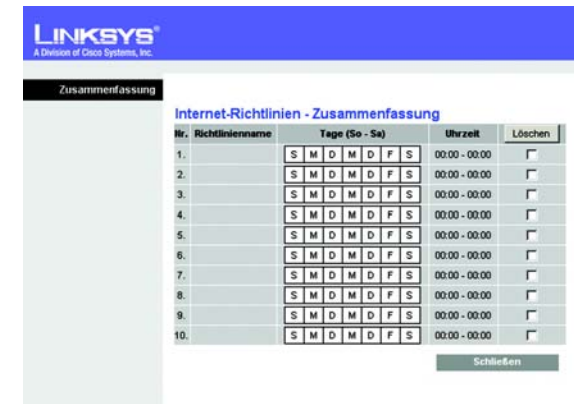 LINKSYS®
A Division of Cisco Systems, Inc.
Zusammenfassung
Internet-Richtlinien - Zusammenfassung
Nr. Richtlinienname Tage (So - Sa) Uhrzeit Löschen
1. S M D M D F S 00:00 - 00:00
2. S M D M D F S 00:00 - 00:00
3. S M D M D F S 00:00 - 00:00
4. S M D M D F S 00:00 - 00:00
5. S M D M D F S 00:00 - 00:00
6. S M D M D F S 00:00 - 00:00
7. S M D M D F S 00:00 - 00:00
8. S M D M D F S 00:00 - 00:00
9. S M D M D F S 00:00 - 00:00
10. S M D M D F S 00:00 - 00:00
Schließen